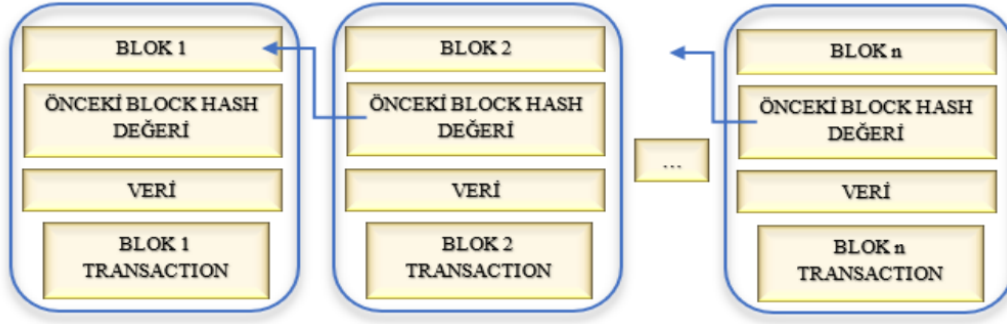 BLOK 1
ÖNCEKİ BLOCK HASH
DEĞERİ
VERİ
BLOK 1
TRANSACTION
BLOK 2
ÖNCEKİ BLOCK HASH
DEĞERİ
VERİ
BLOK 2
TRANSACTION
...
BLOK n
ÖNCEKİ BLOCK HASH
DEĞERİ
VERİ
BLOK n
TRANSACTION